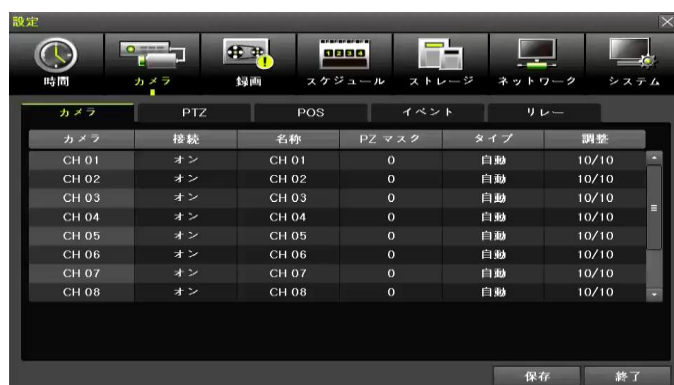 設定
時間 カメラ 録画 スケジュール ストレージ ネットワーク システム
カメラ PTZ POS イベント リレー
カメラ 接続 名称 PZ マスク タイプ 調整
CH 01 オン CH 01 0 自動 10/10
CH 02 オン CH 02 0 自動 10/10
CH 03 オン CH 03 0 自動 10/10
CH 04 オン CH 04 0 自動 10/10
CH 05 オン CH 05 0 自動 10/10
CH 06 オン CH 06 0 自動 10/10
CH 07 オン CH 07 0 自動 10/10
CH 08 オン CH 08 0 自動 10/10
保存 終了